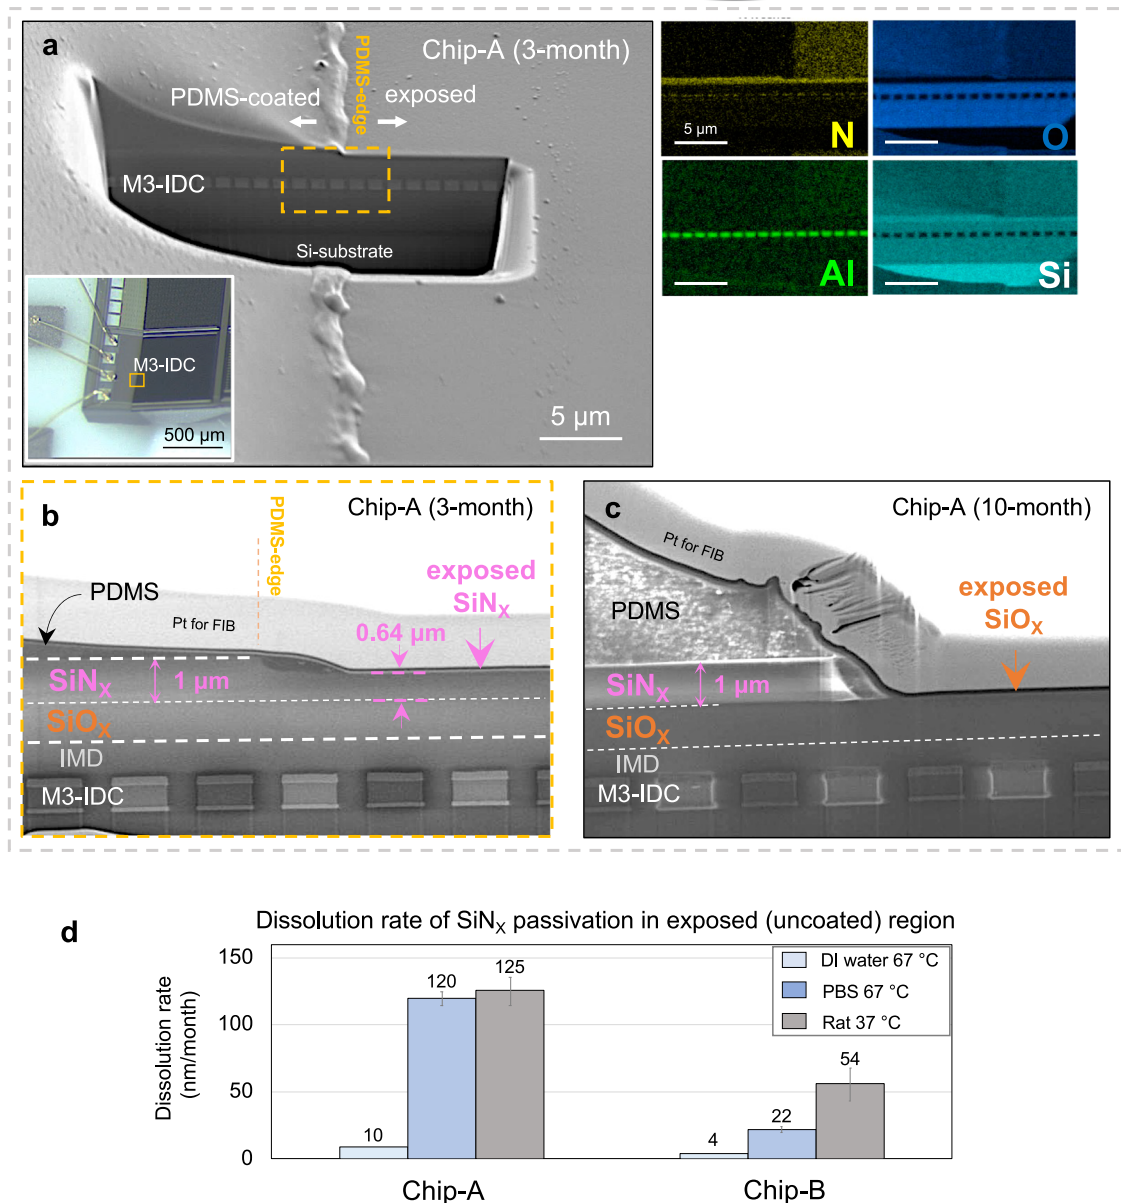 a
Chip-A (3-month)
PDMS-coated
PDMS-edge
exposed
M3-IDC
Si-substrate
M3-IDC
500 µm
5 µm
5 µm
N
O
Al
Si
b
Chip-A (3-month)
PDMS-edge
PDMS
Pt for FIB
exposed
SiNX
0.64 µm
SiNX
1 µm
SiOX
IMD
M3-IDC
c
Chip-A (10-month)
Pt for FIB
PDMS
exposed
SiOX
SiNX
1 µm
SiOX
IMD
M3-IDC
d
Dissolution rate of SiNX passivation in exposed (uncoated) region
Dissolution rate
(nm/month)
150
100
50
0
10
120
125
4
22
54
DI water 67 °C
PBS 67 °C
Rat 37 °C
Chip-A
Chip-B